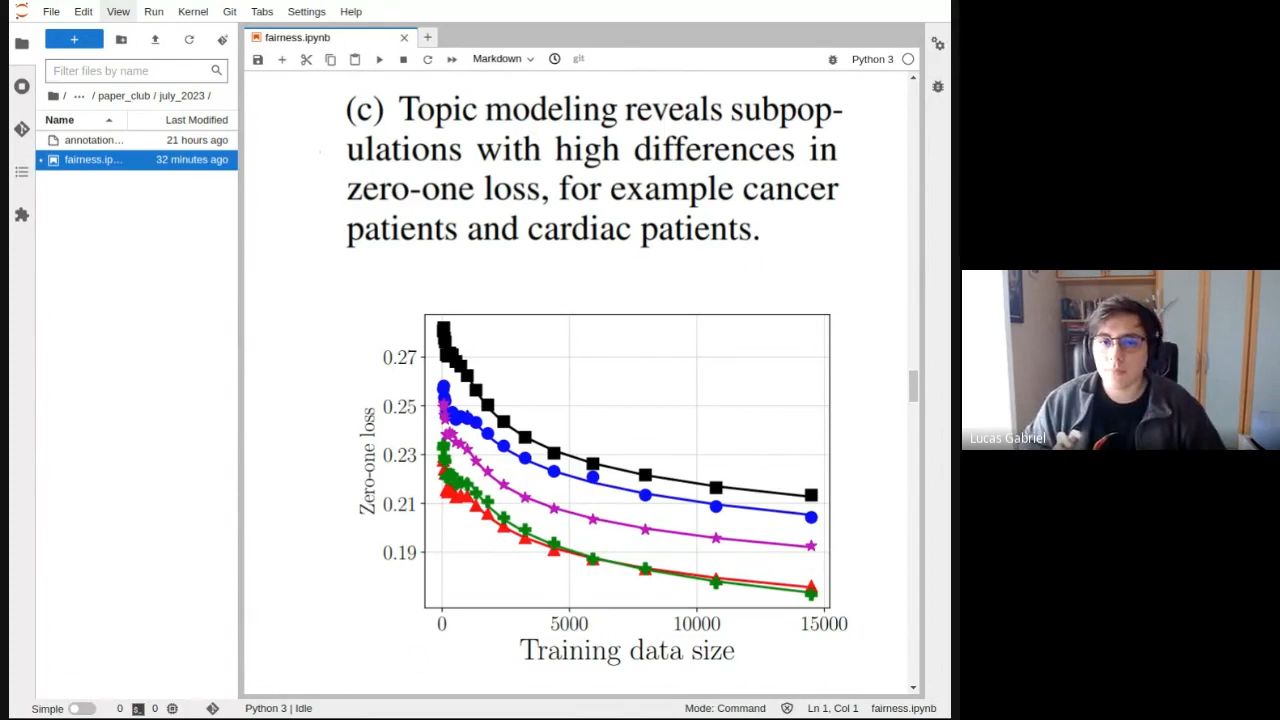 File Edit View Run Kernel Git Tabs Settings Help
+
Filter files by name
/ ... / paper_club / july_2023 /
Name Last Modified
annotation... 21 hours ago
fairness.ip... 32 minutes ago
fairness.ipynb
Markdown git Python 3
(c) Topic modeling reveals subpop-
ulations with high differences in
zero-one loss, for example cancer
patients and cardiac patients.
0.27
0.25
0.23
0.21
0.19
Zero-one loss
0 5000 10000 15000
Training data size
Lucas Gabriel
Simple 0 0 Python 3 | Idle Mode: Command Ln 1, Col 1 fairness.ipynb